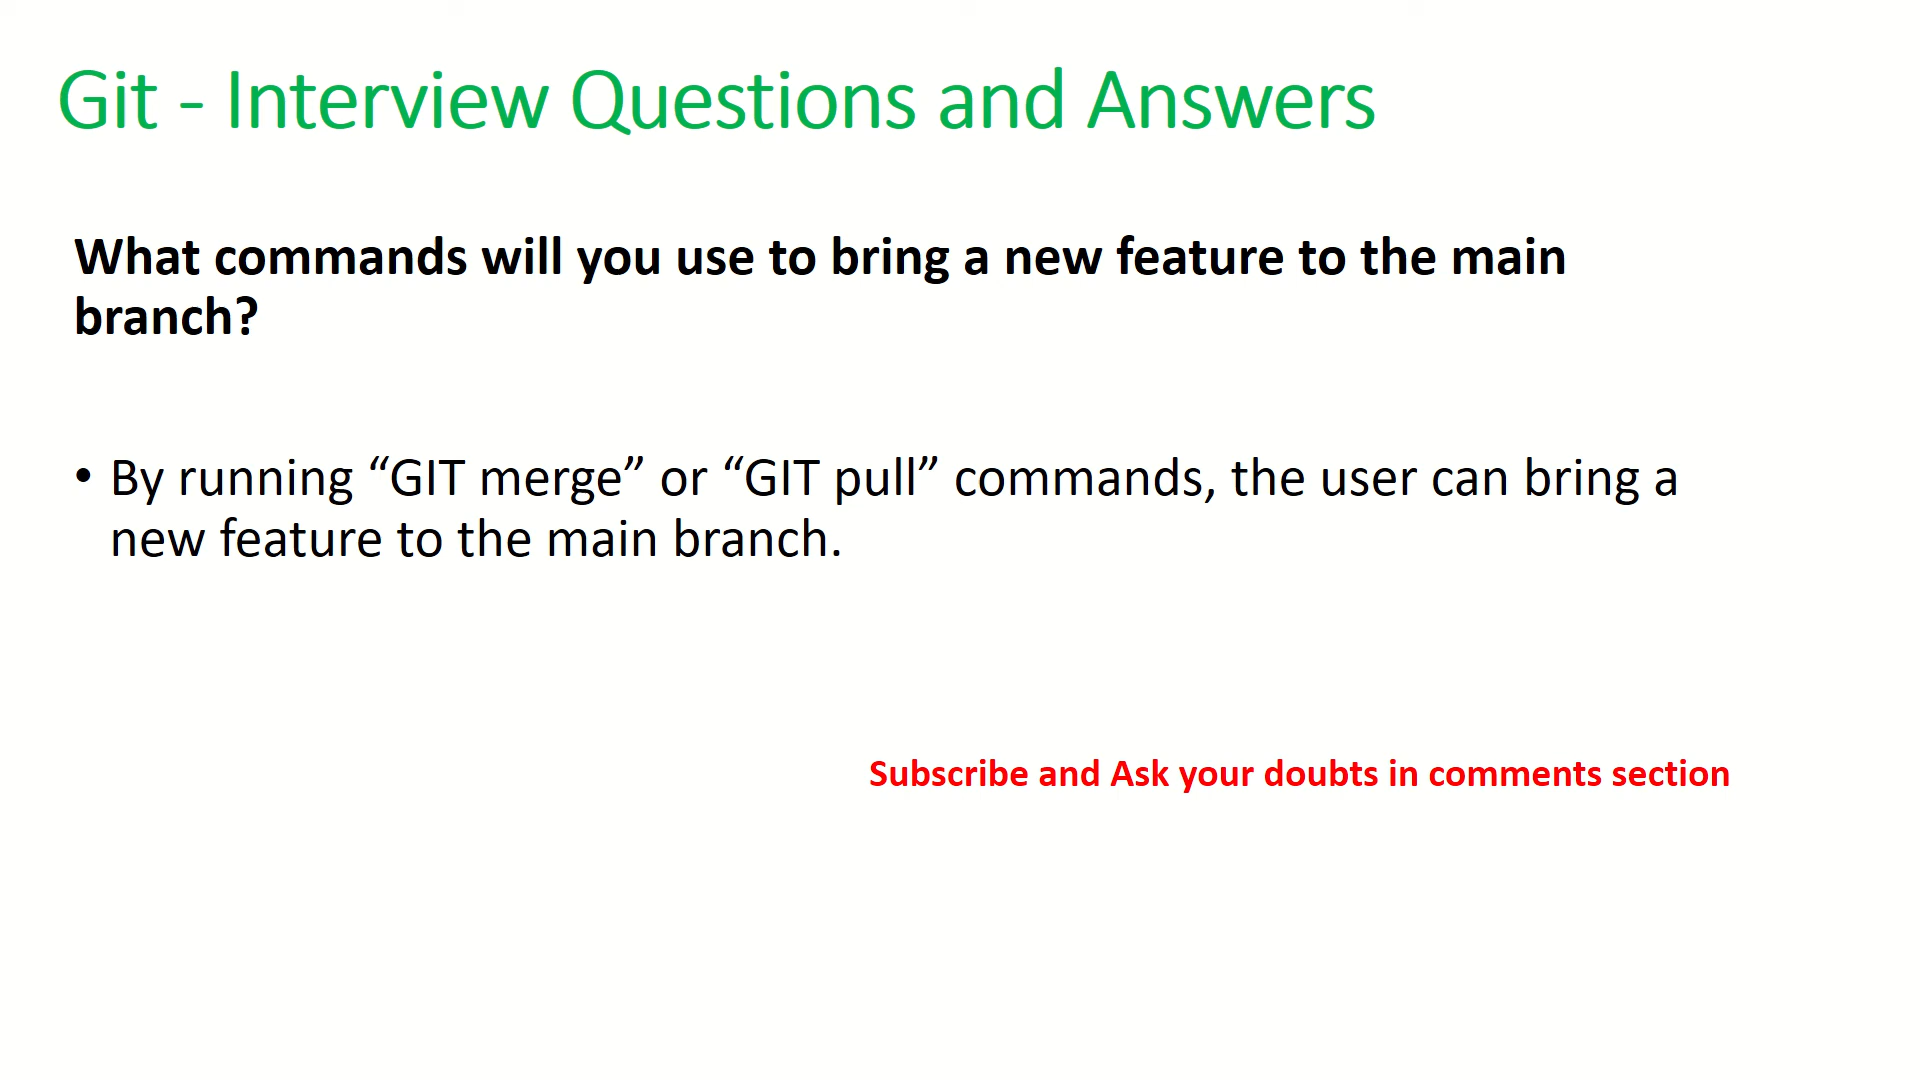 Git - Interview Questions and Answers
What commands will you use to bring a new feature to the main
branch?
• By running “GIT merge” or “GIT pull” commands, the user can bring a
new feature to the main branch.
Subscribe and Ask your doubts in comments section